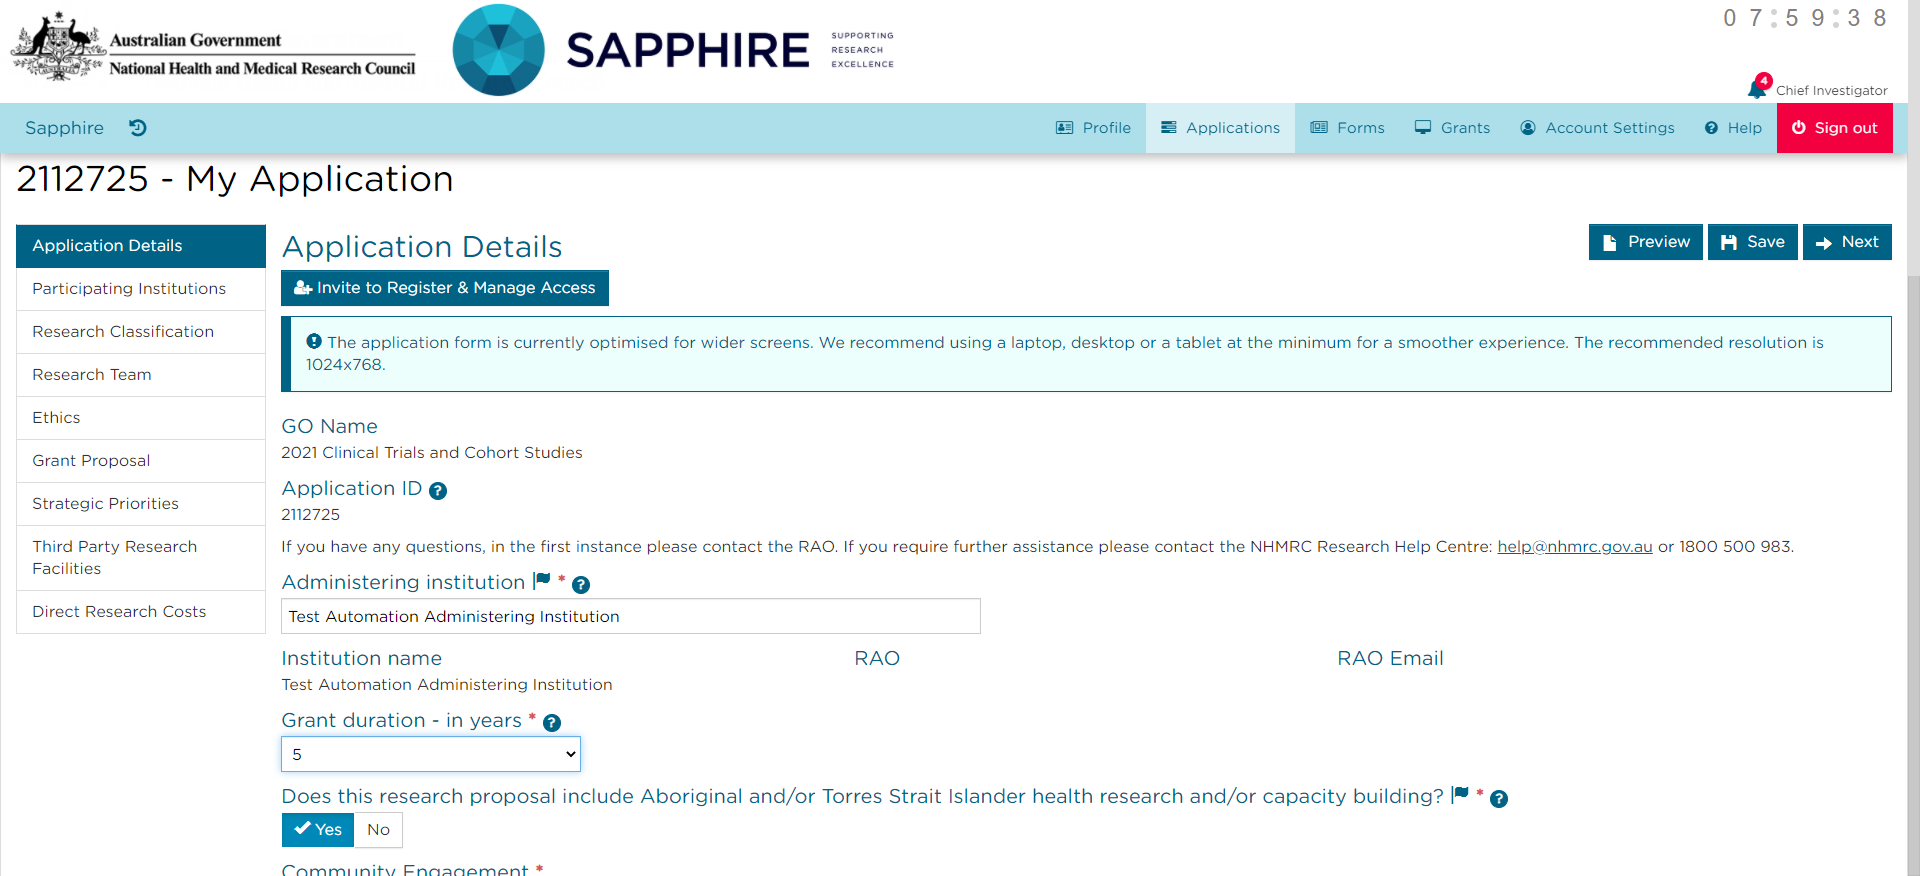 Australian Government
National Health and Medical Research Council
SAPPHIRE
SUPPORTING
RESEARCH
EXCELLENCE
07:59:38
4
Chief Investigator
Sapphire
Profile
Applications
Forms
Grants
Account Settings
Help
Sign out
2112725 - My Application
Application Details
Participating Institutions
Research Classification
Research Team
Ethics
Grant Proposal
Strategic Priorities
Third Party Research
Facilities
Direct Research Costs
Application Details
Preview
Save
Next
Invite to Register & Manage Access
The application form is currently optimised for wider screens. We recommend using a laptop, desktop or a tablet at the minimum for a smoother experience. The recommended resolution is
1024x768.
GO Name
2021 Clinical Trials and Cohort Studies
Application ID ?
2112725
If you have any questions, in the first instance please contact the RAO. If you require further assistance please contact the NHMRC Research Help Centre: help@nhmrc.gov.au or 1800 500 983.
Administering institution * ?
Test Automation Administering Institution
Institution name RAO RAO Email
Test Automation Administering Institution
Grant duration - in years * ?
5
Does this research proposal include Aboriginal and/or Torres Strait Islander health research and/or capacity building? * ?
Yes No
Community Engagement *